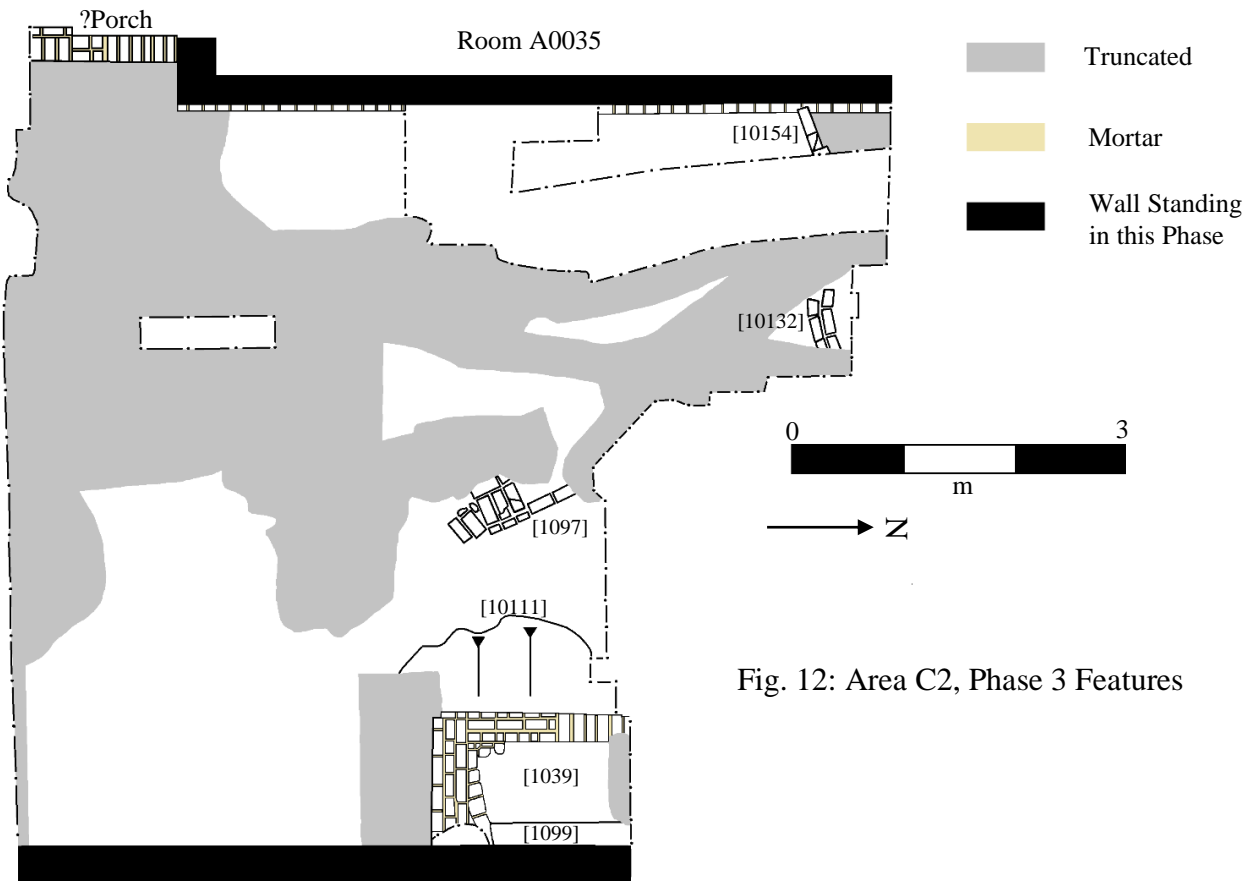 ?Porch
Room A0035
Truncated
Mortar
Wall Standing
in this Phase
[10154]
[10132]
0
3
m
N
[1097]
[10111]
Fig. 12: Area C2, Phase 3 Features
[1039]
[1099]